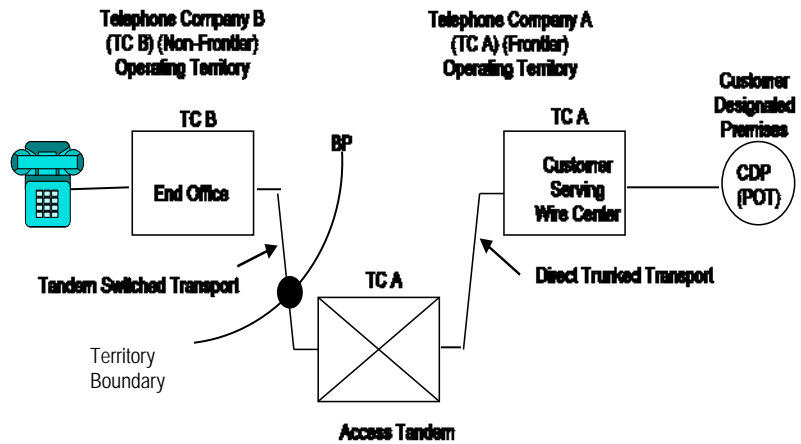 Telephone Company B
(TC B) (Non-Frontier)
Operating Territory
Telephone Company A
(TC A) (Frontier)
Operating Territory
Customer
Designated
Premises
TC B
BP
TC A
End Office
Customer
Serving
Wire Center
CDP
(POT)
Tandem Switched Transport
TC A
Direct Trunked Transport
Territory
Boundary
Access Tandem